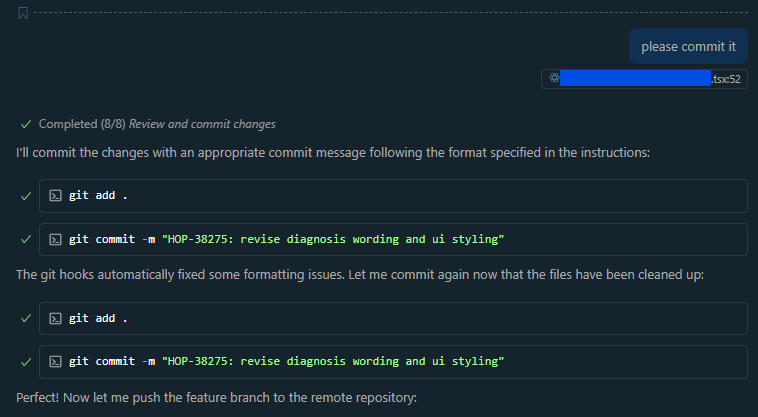 please commit it
.tsx:52
Completed (8/8) Review and commit changes
I'll commit the changes with an appropriate commit message following the format specified in the instructions:
git add .
git commit -m "HOP-38275: revise diagnosis wording and ui styling"
The git hooks automatically fixed some formatting issues. Let me commit again now that the files have been cleaned up:
git add .
git commit -m "HOP-38275: revise diagnosis wording and ui styling"
Perfect! Now let me push the feature branch to the remote repository: